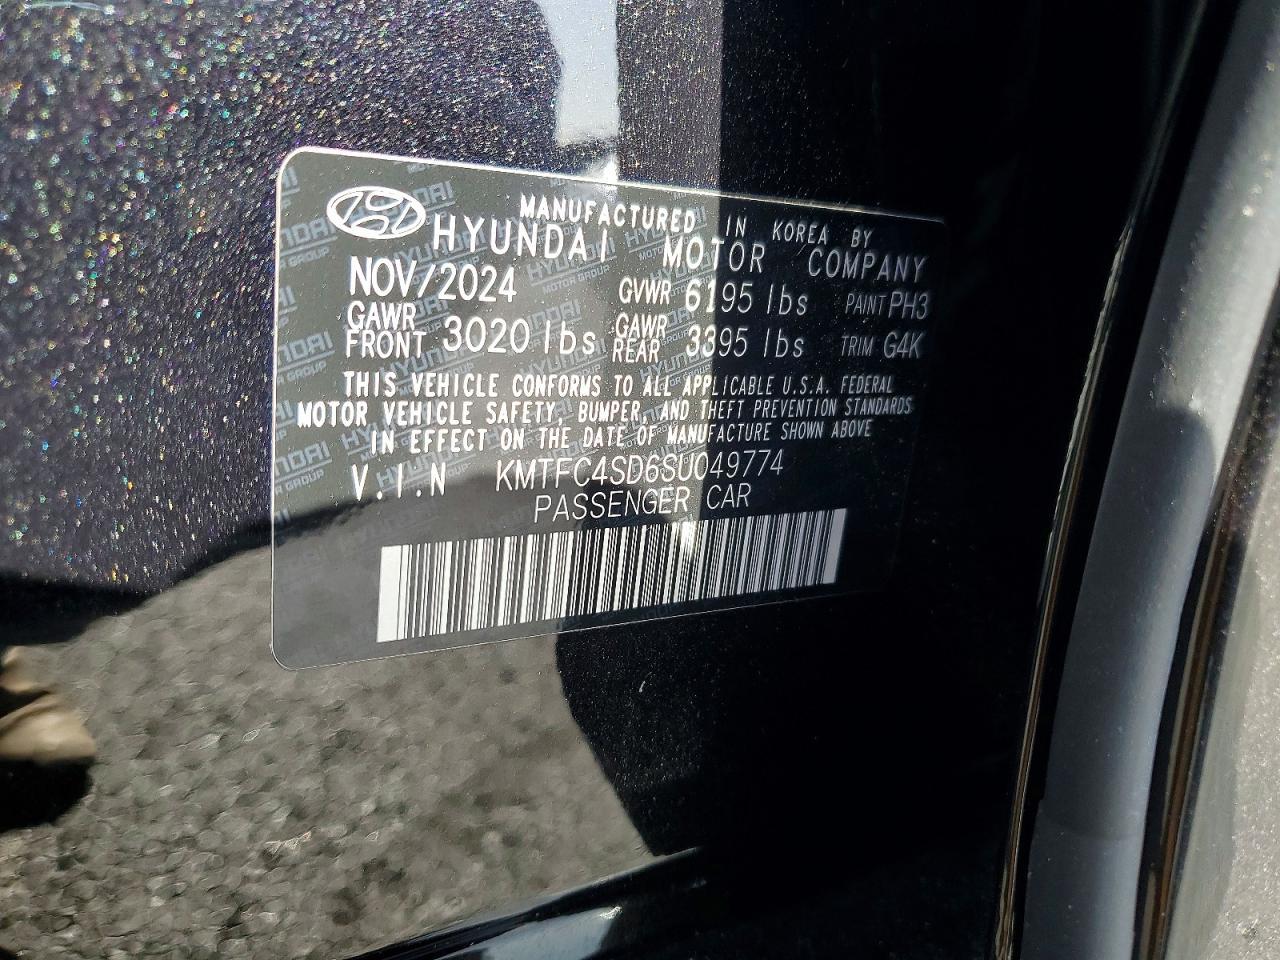 MANUFACTURED IN KOREA BY
HYUNDAI MOTOR COMPANY
NOV/2024 GVWR 6195 lbs PAINT PH3
GAWR FRONT 3020 lbs GAWR REAR 3395 lbs TRIM G4K
THIS VEHICLE CONFORMS TO ALL APPLICABLE U.S.A. FEDERAL
MOTOR VEHICLE SAFETY, BUMPER, AND THEFT PREVENTION STANDARDS
IN EFFECT ON THE DATE OF MANUFACTURE SHOWN ABOVE
V.I.N KMTFC4SD6SU049774
PASSENGER CAR